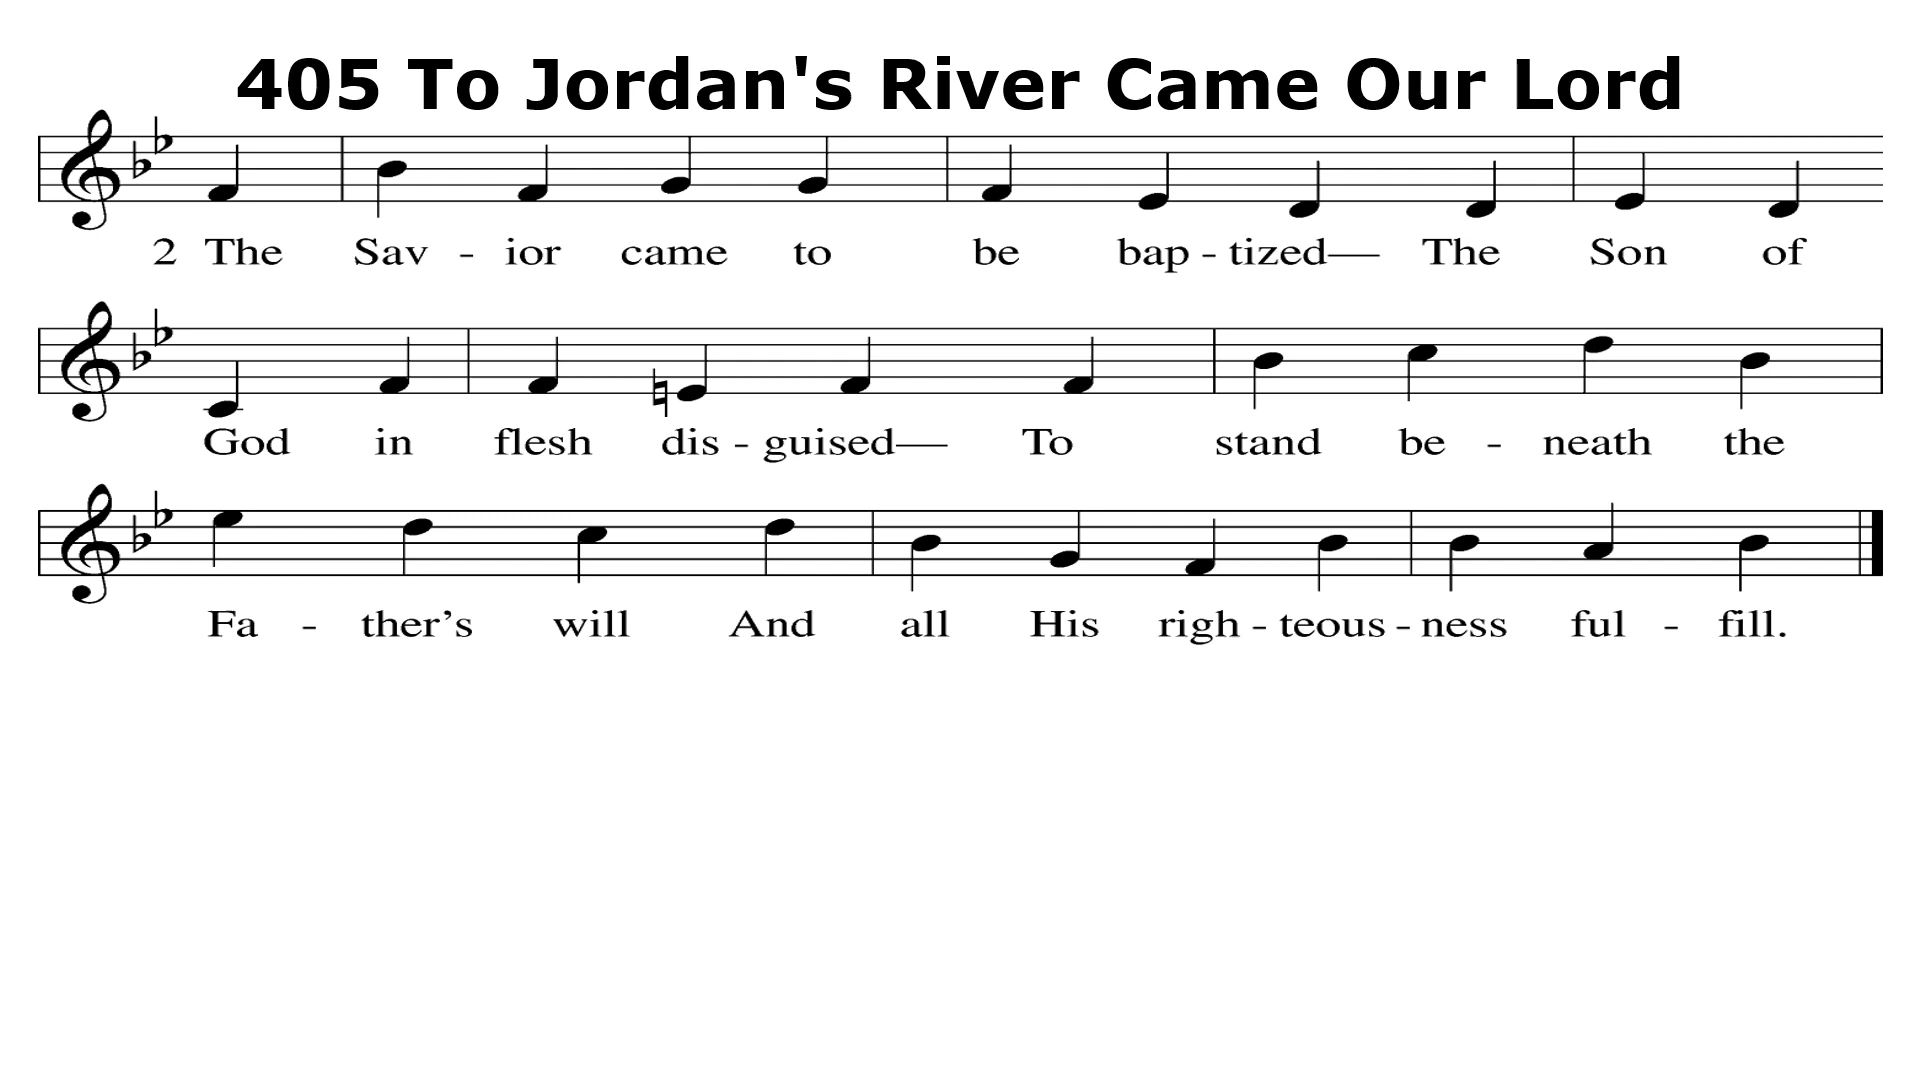 405 To Jordan's River Came Our Lord
2 The Sav - ior came to be bap - tized— The Son of
God in flesh dis - guised— To stand be - neath the
Fa - ther’s will And all His righ - teous - ness ful - fill.